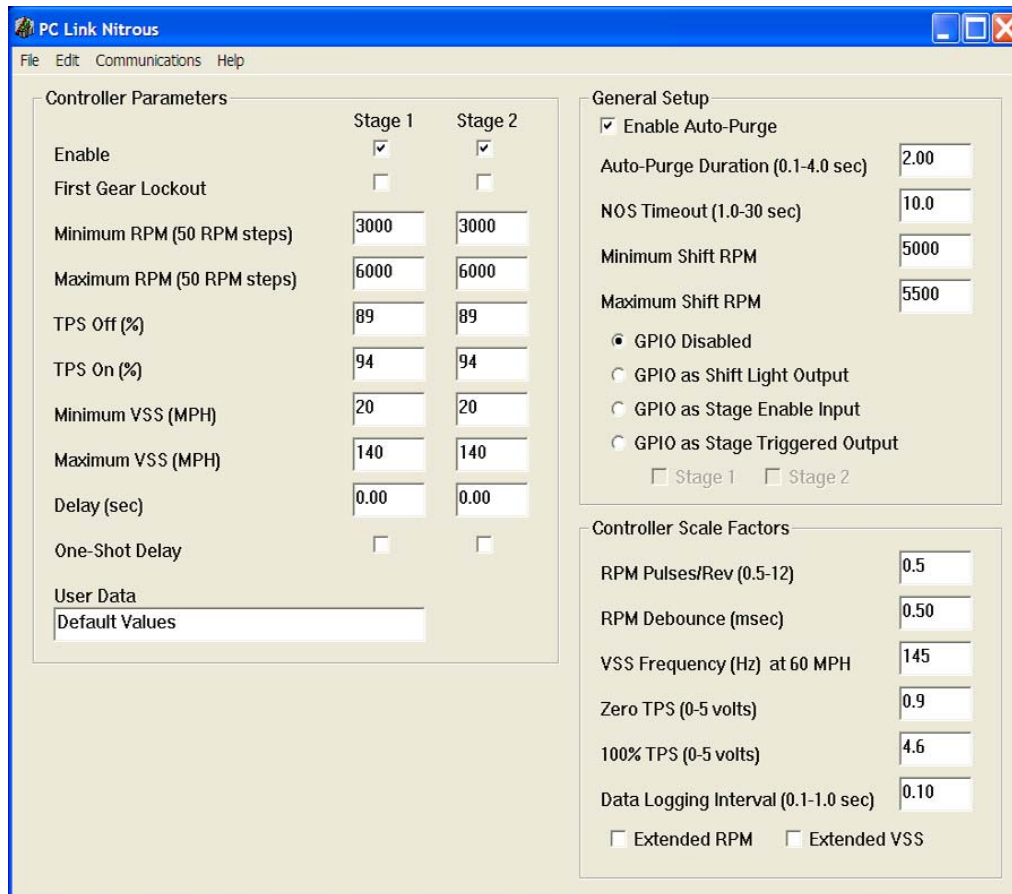 PC Link Nitrous
File Edit Communications Help
Controller Parameters
Stage 1 Stage 2
Enable
First Gear Lockout
Minimum RPM (50 RPM steps) 3000 3000
Maximum RPM (50 RPM steps) 6000 6000
TPS Off (%) 89 89
TPS On (%) 94 94
Minimum VSS (MPH) 20 20
Maximum VSS (MPH) 140 140
Delay (sec) 0.00 0.00
One-Shot Delay
User Data
Default Values
General Setup
Enable Auto-Purge
Auto-Purge Duration (0.1-4.0 sec) 2.00
NOS Timeout (1.0-30 sec) 10.0
Minimum Shift RPM 5000
Maximum Shift RPM 5500
GPIO Disabled
GPIO as Shift Light Output
GPIO as Stage Enable Input
GPIO as Stage Triggered Output
Stage 1 Stage 2
Controller Scale Factors
RPM Pulses/Rev (0.5-12) 0.5
RPM Debounce (msec) 0.50
VSS Frequency (Hz) at 60 MPH 145
Zero TPS (0-5 volts) 0.9
100% TPS (0-5 volts) 4.6
Data Logging Interval (0.1-1.0 sec) 0.10
Extended RPM Extended VSS